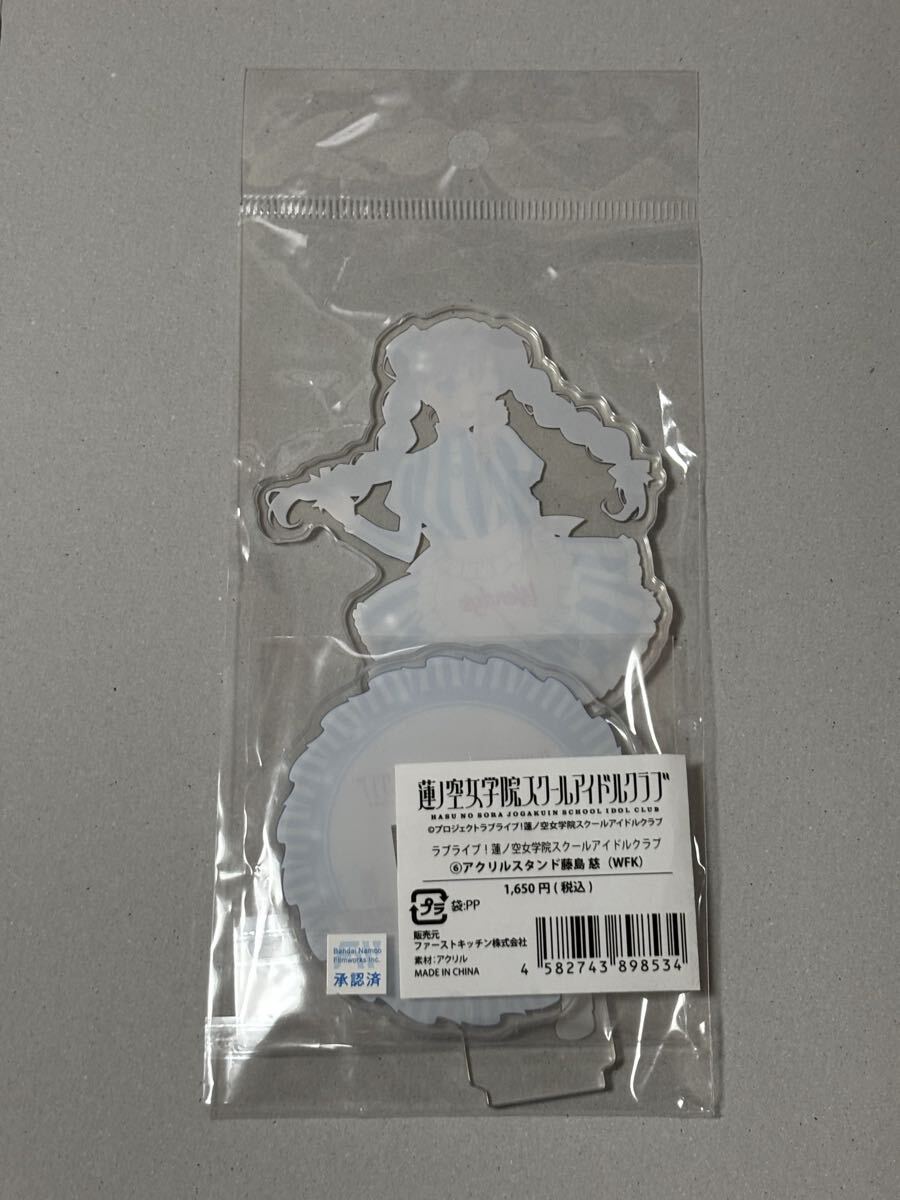 Wendy's
蓮ノ空女学院スクールアイドルクラブ
HASU NO SORA JOGAKUIN SCHOOL IDOL CLUB
©プロジェクトラブライブ!蓮ノ空女学院スクールアイドルクラブ
ラブライブ!蓮ノ空女学院スクールアイドルクラブ
⑥アクリルスタンド藤島 慈(WFK)
1,650円(税込)
プラ
袋:PP
販売元
ファーストキッチン株式会社
素材:アクリル
MADE IN CHINA
4 582743 898534
Bandai Namco
Filmworks Inc.
承認済